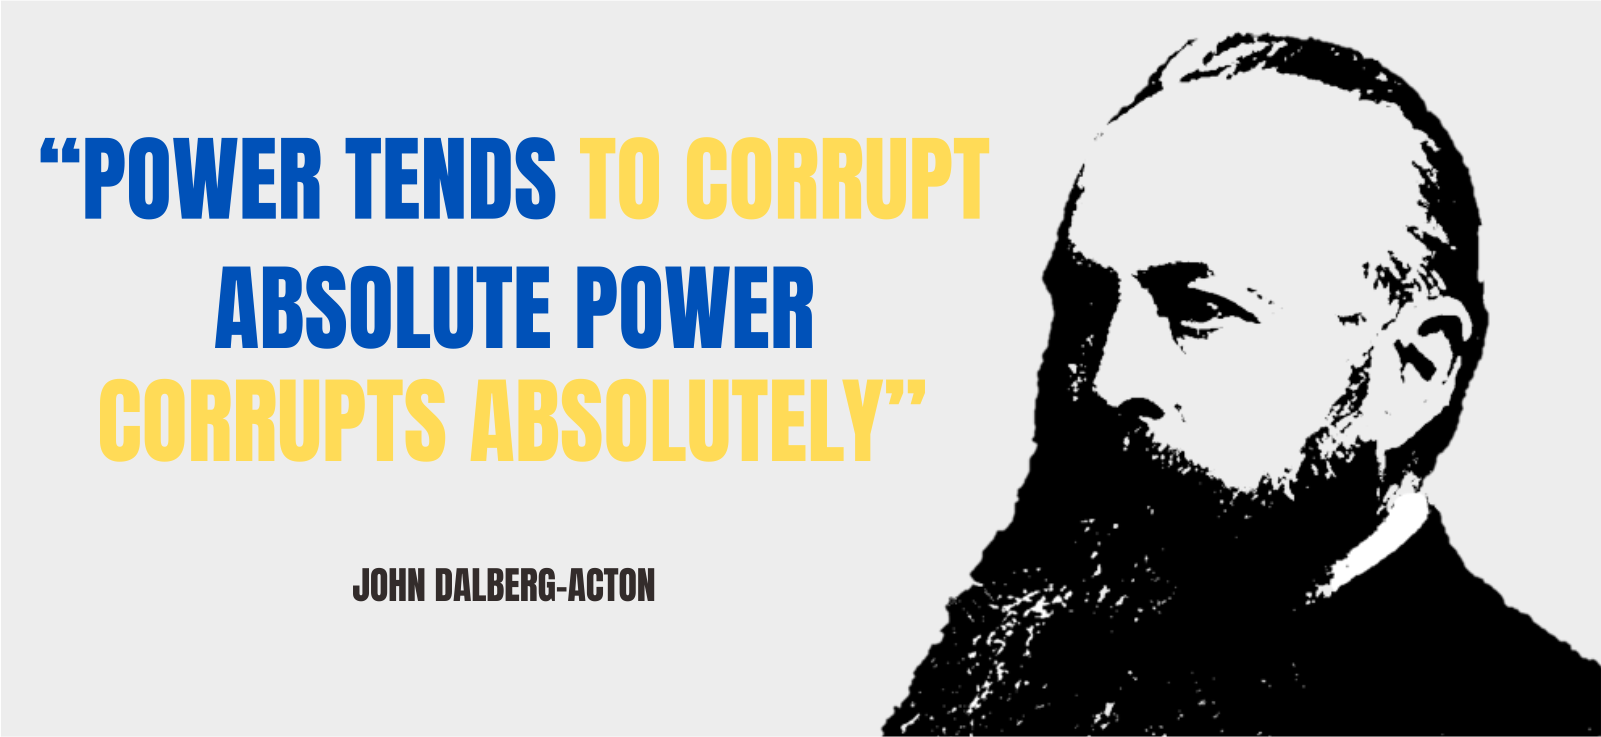 “POWER TENDS TO CORRUPT
ABSOLUTE POWER
CORRUPTS ABSOLUTELY”
JOHN DALBERG-ACTON